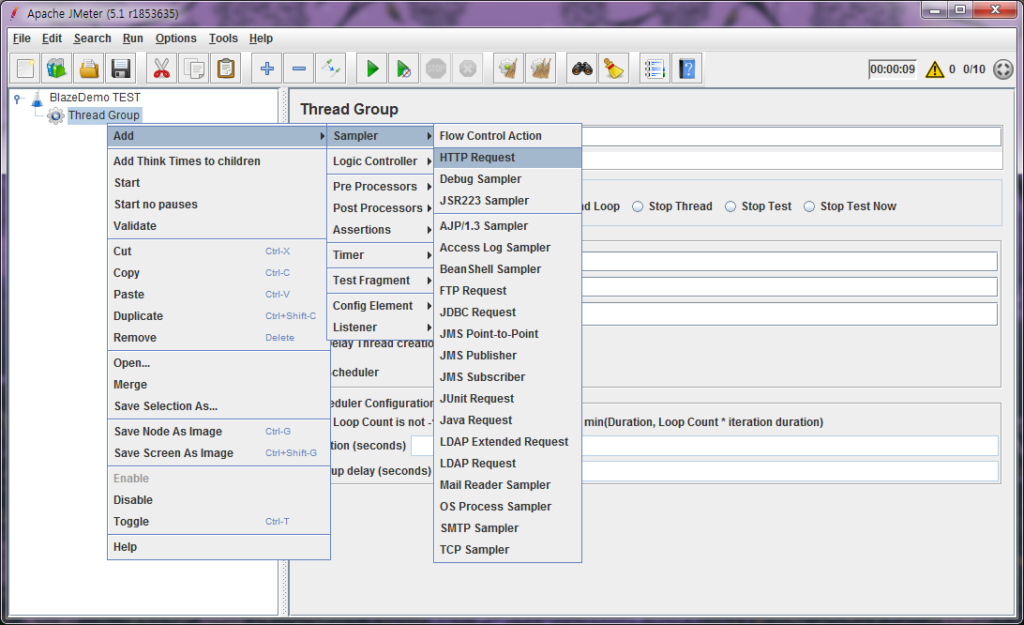 Apache JMeter (5.1 r1853635)
File Edit Search Run Options Tools Help
00:00:09 0 0/10
BlazeDemo TEST
Thread Group
Thread Group
Add
Add Think Times to children
Start
Start no pauses
Validate
Cut Ctrl-X
Copy Ctrl-C
Paste Ctrl-V
Duplicate Ctrl+Shift-C
Remove Delete
Open...
Merge
Save Selection As...
Save Node As Image Ctrl-G
Save Screen As Image Ctrl+Shift-G
Enable
Disable
Toggle Ctrl-T
Help
Sampler
Logic Controller
Pre Processors
Post Processors
Assertions
Timer
Test Fragment
Config Element
Listener
Flow Control Action
HTTP Request
Debug Sampler
JSR223 Sampler
AJP/1.3 Sampler
Access Log Sampler
BeanShell Sampler
FTP Request
JDBC Request
JMS Point-to-Point
JMS Publisher
JMS Subscriber
JUnit Request
Java Request
LDAP Extended Request
LDAP Request
Mail Reader Sampler
OS Process Sampler
SMTP Sampler
TCP Sampler
Loop Stop Thread Stop Test Stop Test Now
Thread
Configuration
Loop Count is not min(Duration, Loop Count * iteration duration)
(seconds)
delay (seconds)